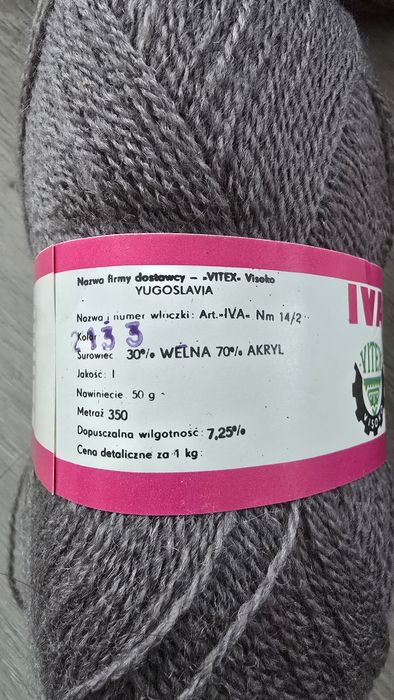 Nazwa firmy dostawcy – »VITEX« Visoko
YUGOSLAVIA
Nazwa i numer włóczki: Art.»IVA« Nm 14/2
Kolor 2133
Surowiec 30% WEŁNA 70% AKRYL
Jakość: I
Nawiniecie 50 g
Metraż 350
Dopuszczalna wilgotność: 7,25%
Cena detaliczne za 1 kg:
IVA
VITEX